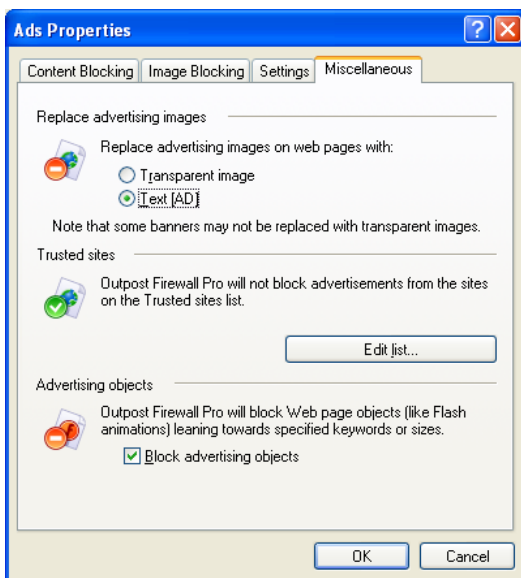 Ads Properties
Content Blocking Image Blocking Settings Miscellaneous
Replace advertising images
Replace advertising images on web pages with:
Transparent image
Text [AD]
Note that some banners may not be replaced with transparent images.
Trusted sites
Outpost Firewall Pro will not block advertisements from the sites
on the Trusted sites list.
Edit list...
Advertising objects
Outpost Firewall Pro will block Web page objects (like Flash
animations) leaning towards specified keywords or sizes.
Block advertising objects
OK Cancel